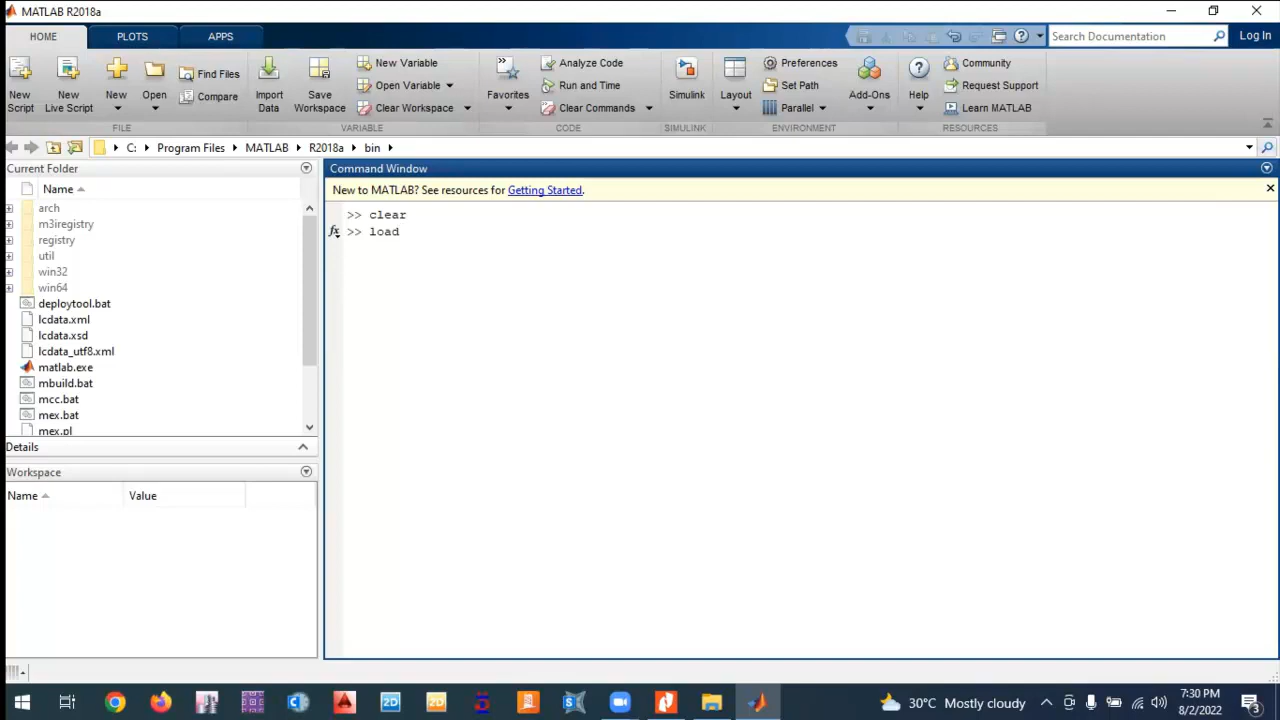 MATLAB R2018a
HOME PLOTS APPS
Search Documentation
Log In
New Script
New Live Script
New
Open
Find Files
Compare
FILE
Import Data
Save Workspace
New Variable
Open Variable
Clear Workspace
VARIABLE
Favorites
Analyze Code
Run and Time
Clear Commands
CODE
Simulink
SIMULINK
Layout
Preferences
Set Path
Parallel
ENVIRONMENT
Add-Ons
Help
Community
Request Support
Learn MATLAB
RESOURCES
C: Program Files MATLAB R2018a bin
Current Folder
Name
arch
m3iregistry
registry
util
win32
win64
deploytool.bat
lcdata.xml
lcdata.xsd
lcdata_utf8.xml
matlab.exe
mbuild.bat
mcc.bat
mex.bat
mex.pl
Details
Workspace
Name Value
Command Window
New to MATLAB? See resources for Getting Started.
>> clear
fx >> load
2D
2D
30°C Mostly cloudy
7:30 PM
8/2/2022
3